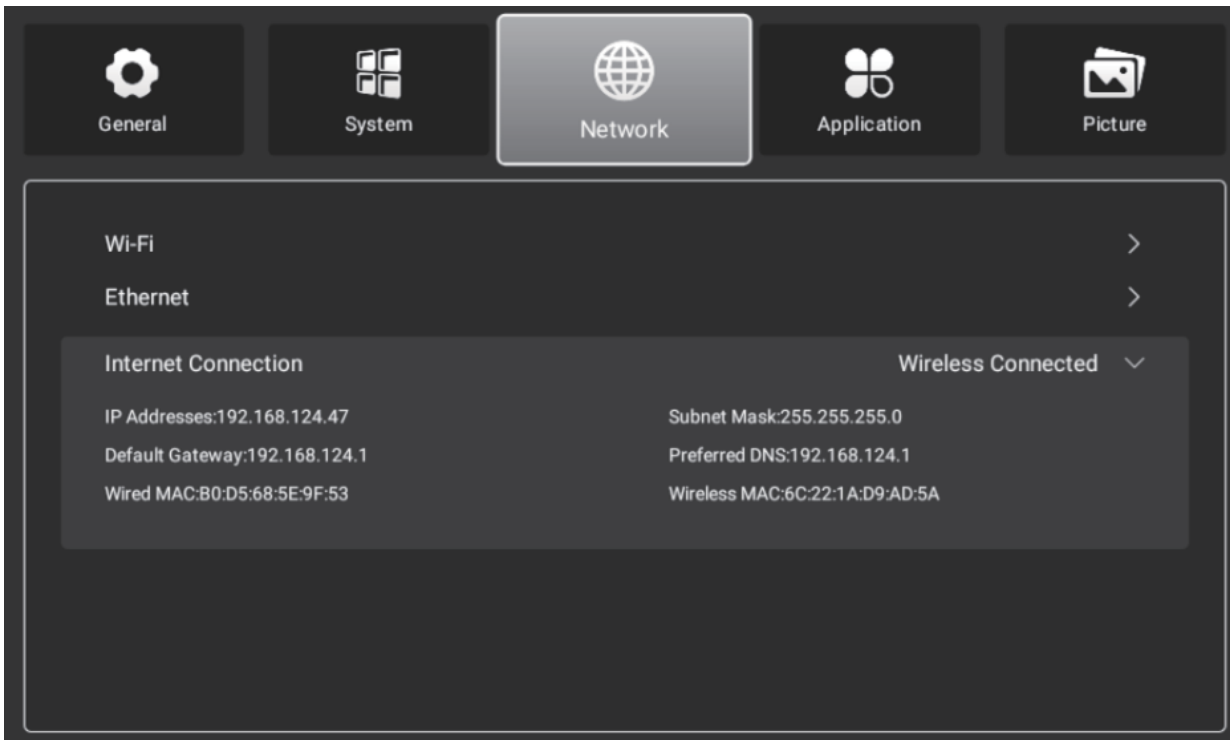 General
System
Network
Application
Picture
Wi-Fi
Ethernet
Internet Connection
Wireless Connected
IP Addresses:192.168.124.47
Subnet Mask:255.255.255.0
Default Gateway:192.168.124.1
Preferred DNS:192.168.124.1
Wired MAC:B0:D5:68:5E:9F:53
Wireless MAC:6C:22:1A:D9:AD:5A